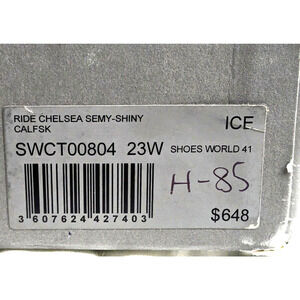 RIDE CHELSEA SEMY-SHINY ICE
CALFSK
SWCT00804 23W SHOES WORLD 41
H-85
3 607624 427403
$648